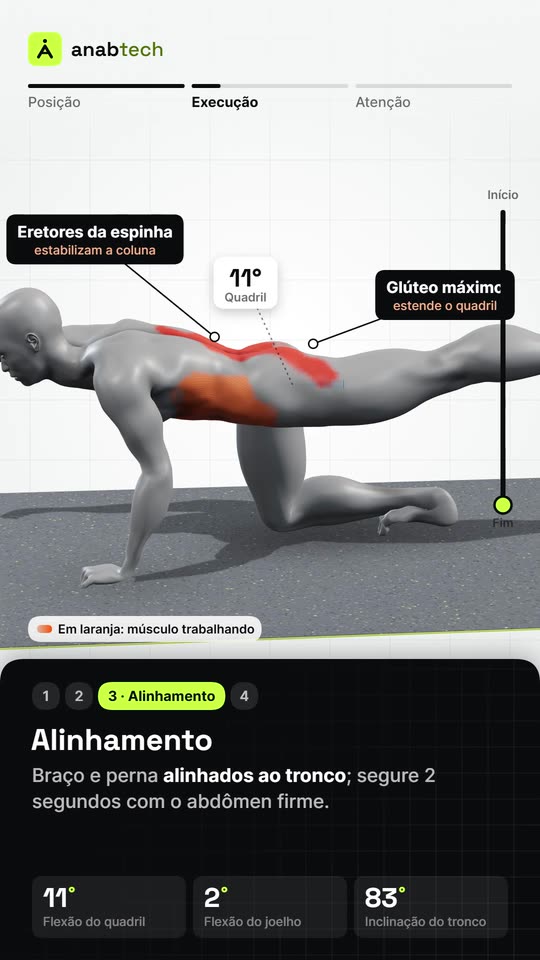 anabtech
Posição
Execução
Atenção
Início
Eretores da espinha
estabilizam a coluna
11°
Quadril
Glúteo máximo
estende o quadril
Fim
Em laranja: músculo trabalhando
1
2
3 · Alinhamento
4
Alinhamento
Braço e perna alinhados ao tronco; segure 2
segundos com o abdômen firme.
11°
Flexão do quadril
2°
Flexão do joelho
83°
Inclinação do tronco